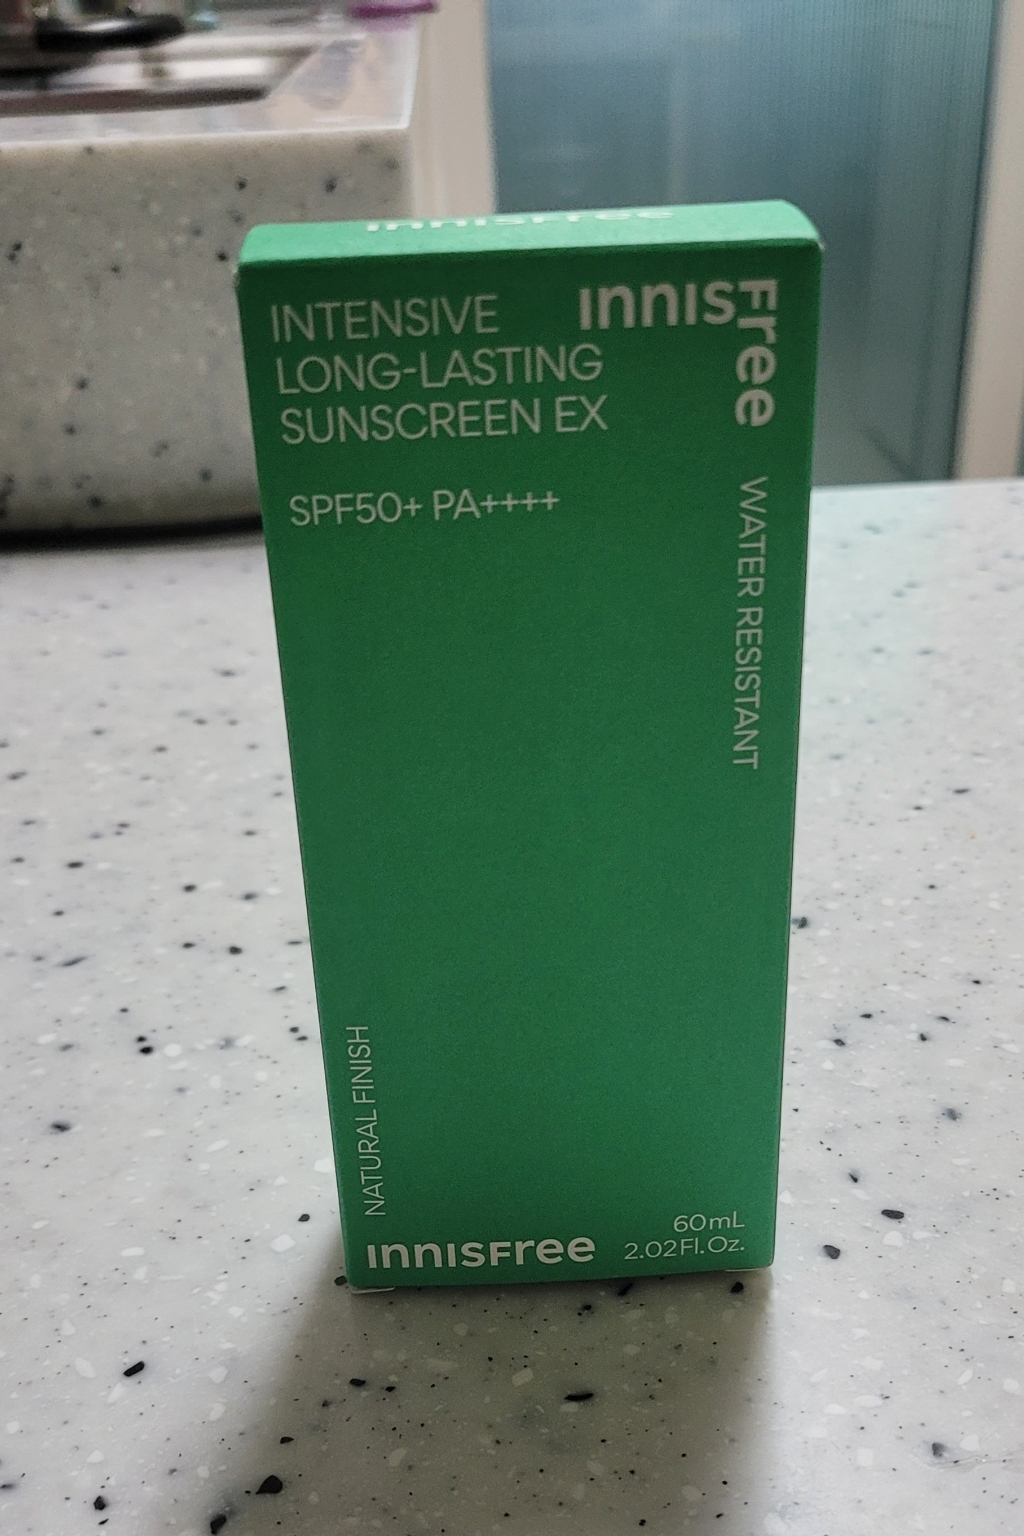 innisfree
INTENSIVE
LONG-LASTING
SUNSCREEN EX
SPF50+ PA++++
innisfree
WATER RESISTANT
NATURAL FINISH
innisfree
60mL
2.02Fl.Oz.